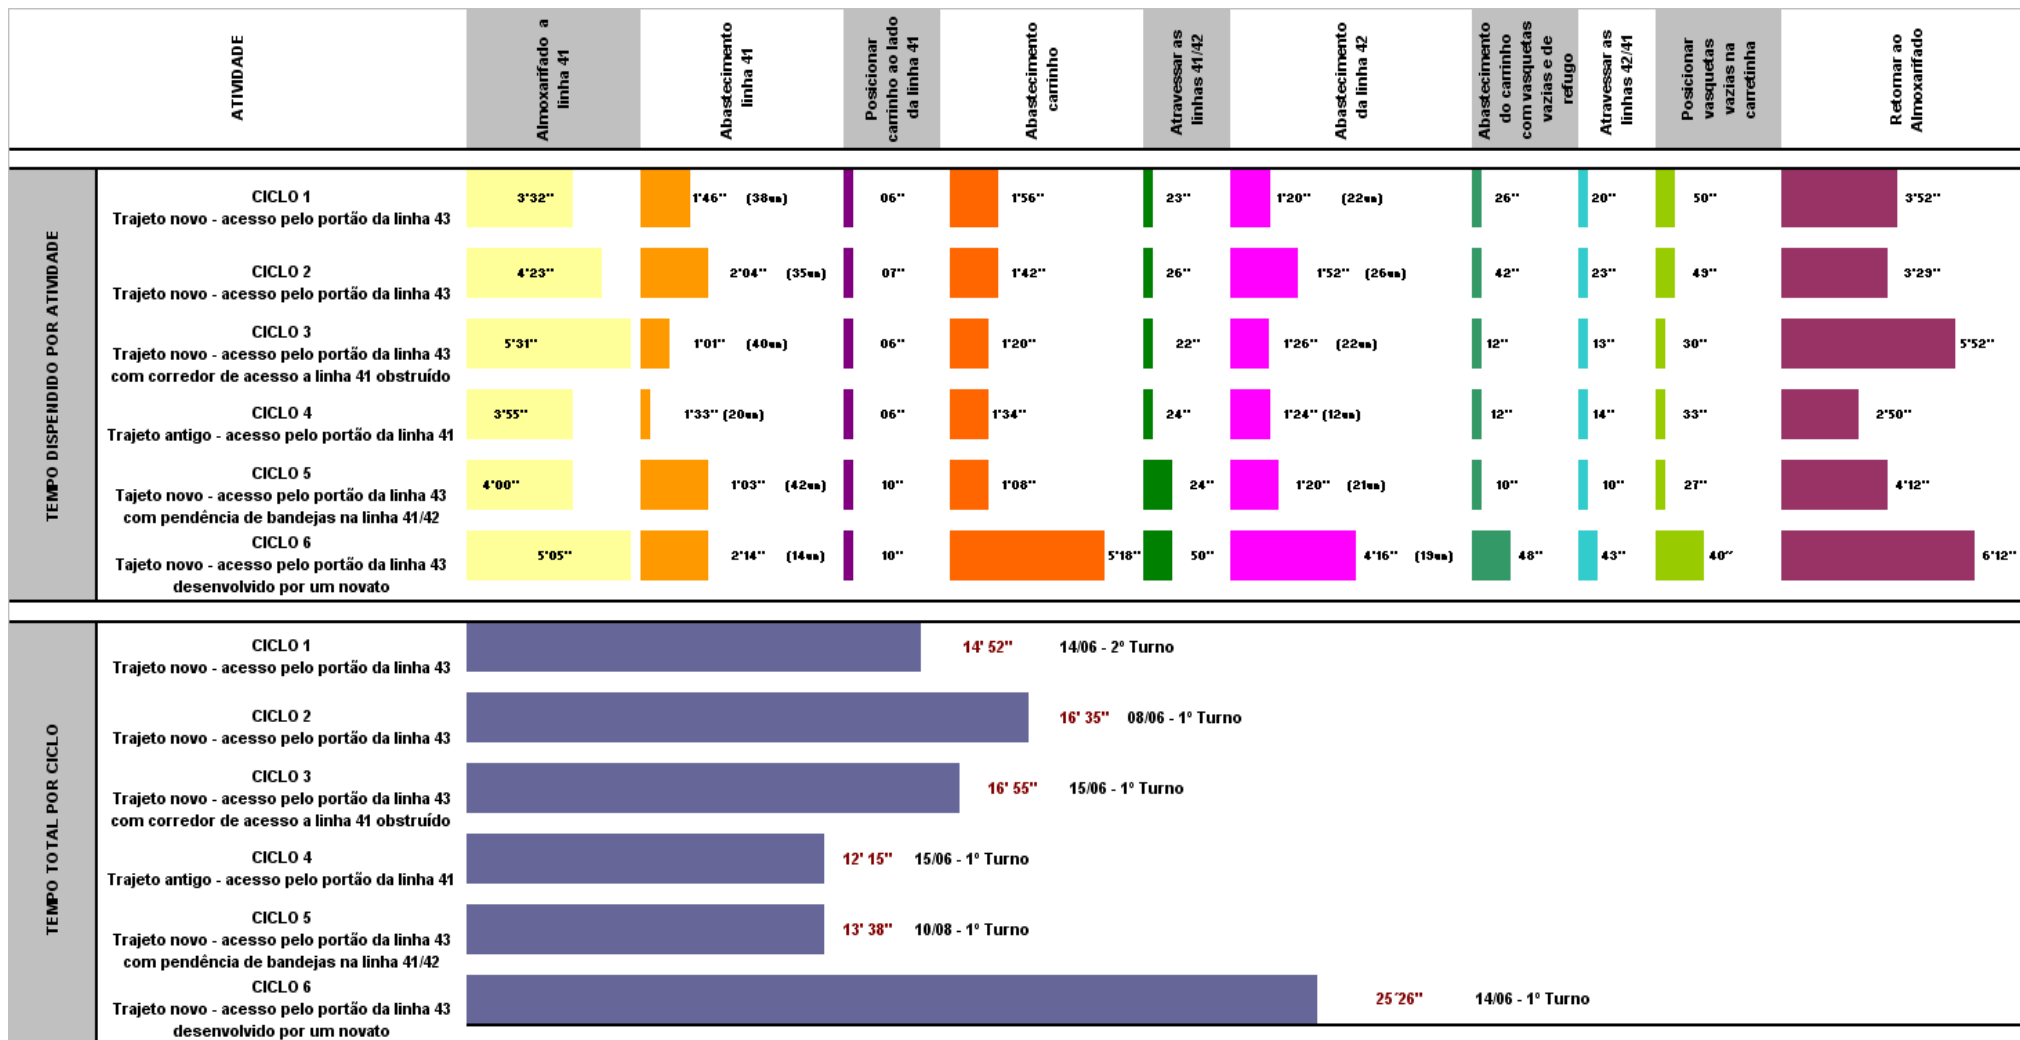 ATIVIDADE
Almoxarifado a
linha 41
Abastecimento
linha 41
Posicionar
carrinho ao lado
da linha 41
Abastecimento
carrinho
Atravessar as
linhas 41/42
Abastecimento
da linha 42
Abastecimento
do carrinho
com vasquetas
vazias e de
refugo
Atravessar as
linhas 42/41
Posicionar
vasquetas
vazias na
carretinha
Retornar ao
Almoxarifado
TEMPO DISPENDIDO POR ATIVIDADE
CICLO 1
Trajeto novo - acesso pelo portão da linha 43
3'32" 1'46" (38un) 06" 1'56" 23" 1'20" (22un) 26" 20" 50" 3'52"
CICLO 2
Trajeto novo - acesso pelo portão da linha 43
4'23" 2'04" (35un) 07" 1'42" 26" 1'52" (26un) 42" 23" 49" 3'29"
CICLO 3
Trajeto novo - acesso pelo portão da linha 43
com corredor de acesso a linha 41 obstruído
5'31" 1'01" (40un) 06" 1'20" 22" 1'26" (22un) 12" 13" 30" 5'52"
CICLO 4
Trajeto antigo - acesso pelo portão da linha 41
3'55" 1'33" (20un) 06" 1'34" 24" 1'24" (12un) 12" 14" 33" 2'50"
CICLO 5
Tajeto novo - acesso pelo portão da linha 43
com pendência de bandejas na linha 41/42
4'00" 1'03" (42un) 10" 1'08" 24" 1'20" (21un) 10" 10" 27" 4'12"
CICLO 6
Tajeto novo - acesso pelo portão da linha 43
desenvolvido por um novato
5'05" 2'14" (14un) 10" 5'18" 50" 4'16" (19un) 48" 43" 40´´ 6'12"
TEMPO TOTAL POR CICLO
CICLO 1
Trajeto novo - acesso pelo portão da linha 43
14' 52" 14/06 - 2º Turno
CICLO 2
Trajeto novo - acesso pelo portão da linha 43
16' 35" 08/06 - 1º Turno
CICLO 3
Trajeto novo - acesso pelo portão da linha 43
com corredor de acesso a linha 41 obstruído
16' 55" 15/06 - 1º Turno
CICLO 4
Trajeto antigo - acesso pelo portão da linha 41
12' 15" 15/06 - 1º Turno
CICLO 5
Trajeto novo - acesso pelo portão da linha 43
com pendência de bandejas na linha 41/42
13' 38" 10/08 - 1º Turno
CICLO 6
Trajeto novo - acesso pelo portão da linha 43
desenvolvido por um novato
25´26" 14/06 - 1º Turno